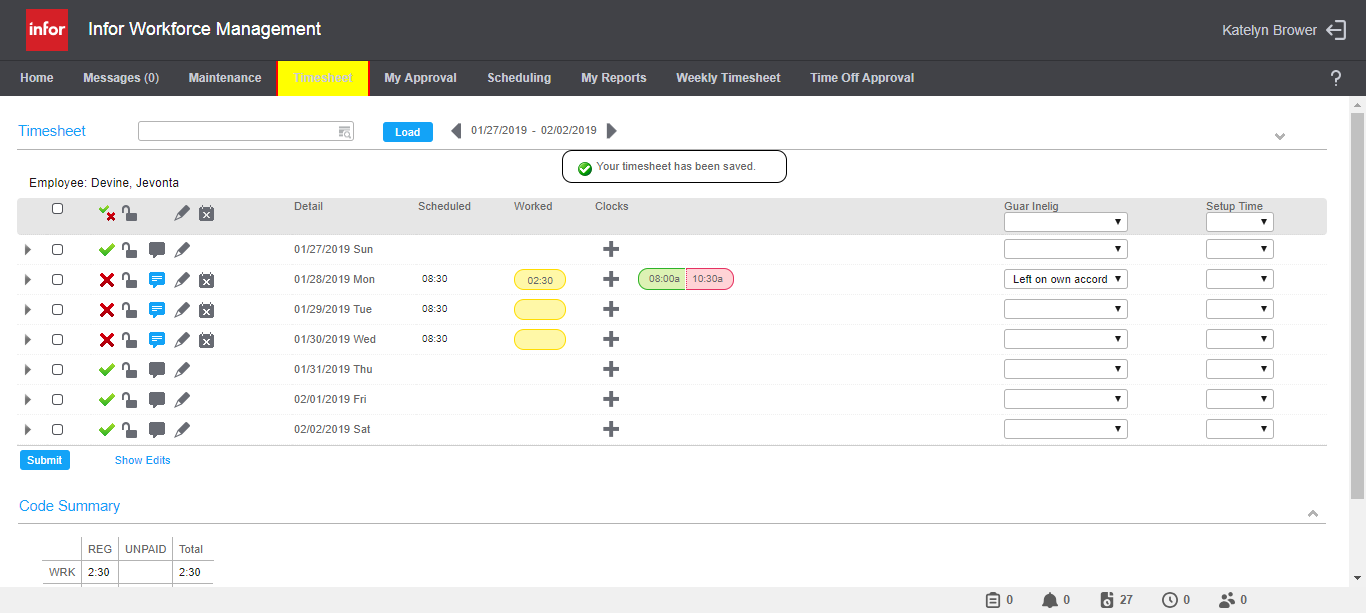 infor Infor Workforce Management Katelyn Brower
Home Messages (0) Maintenance Timesheet My Approval Scheduling My Reports Weekly Timesheet Time Off Approval ?
Timesheet Load 01/27/2019 - 02/02/2019
Your timesheet has been saved.
Employee: Devine, Jevonta
Detail Scheduled Worked Clocks Guar Inelig Setup Time
01/27/2019 Sun
01/28/2019 Mon 08:30 02:30 08:00a 10:30a Left on own accord
01/29/2019 Tue 08:30
01/30/2019 Wed 08:30
01/31/2019 Thu
02/01/2019 Fri
02/02/2019 Sat
Submit Show Edits
Code Summary
REG UNPAID Total
WRK 2:30 2:30
0 0 27 0 0